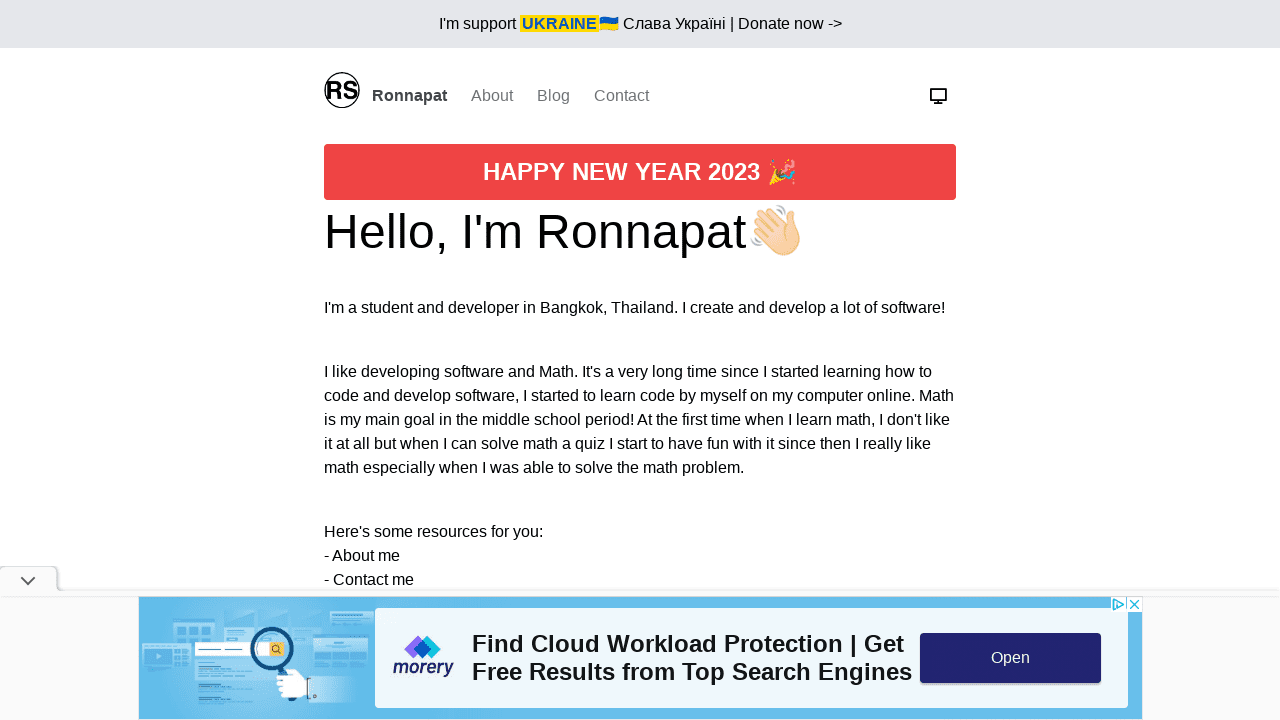 I'm support UKRAINE🇺🇦 Слава Україні | Donate now ->
RS Ronnapat About Blog Contact
HAPPY NEW YEAR 2023 🎉
Hello, I'm Ronnapat👋🏻
I'm a student and developer in Bangkok, Thailand. I create and develop a lot of software!
I like developing software and Math. It's a very long time since I started learning how to
code and develop software, I started to learn code by myself on my computer online. Math
is my main goal in the middle school period! At the first time when I learn math, I don't like
it at all but when I can solve math a quiz I start to have fun with it since then I really like
math especially when I was able to solve the math problem.
Here's some resources for you:
- About me
- Contact me
morery
Find Cloud Workload Protection | Get
Free Results from Top Search Engines
Open